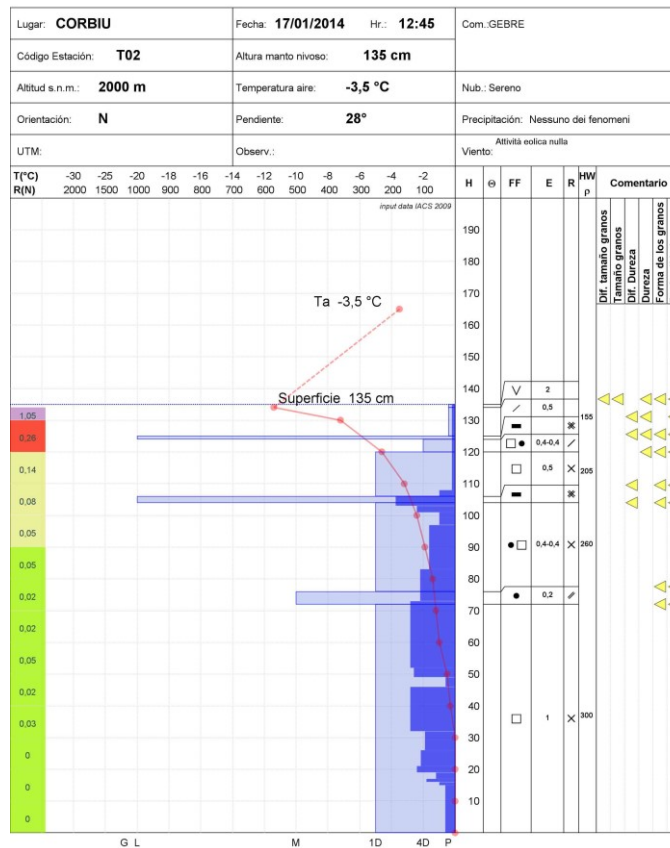 Lugar: CORBIU Fecha: 17/01/2014 Hr.: 12:45 Com.:GEBRE
Código Estación: T02 Altura manto nivoso: 135 cm
Altitud s.n.m.: 2000 m Temperatura aire: -3,5 °C Nub.: Sereno
Orientación: N Pendiente: 28° Precipitación: Nessuno dei fenomeni
UTM: Observ.: Viento: Attività eolica nulla
T(°C) -30 -25 -20 -18 -16 -14 -12 -10 -8 -6 -4 -2 H Θ FF E R HW Comentario
R(N) 2000 1500 1000 900 800 700 600 500 400 300 200 100 ρ
input data IACS 2009
Dif. tamaño granos
Tamaño granos
Dif. Dureza
Dureza
Forma de los granos
190
180
170
Ta -3,5 °C
160
150
140
2
Superficie 135 cm
0,5
1,05 130 155
0,26 0,4-0,4
120
0,14 0,5 205
110
0,08
100
0,05 0,4-0,4 260
90
0,05
80
0,02 0,2
70
0,02
60
0,05
50
0,02
40
0,03 1 300
30
0
20
0
10
0
G L M 1D 4D P